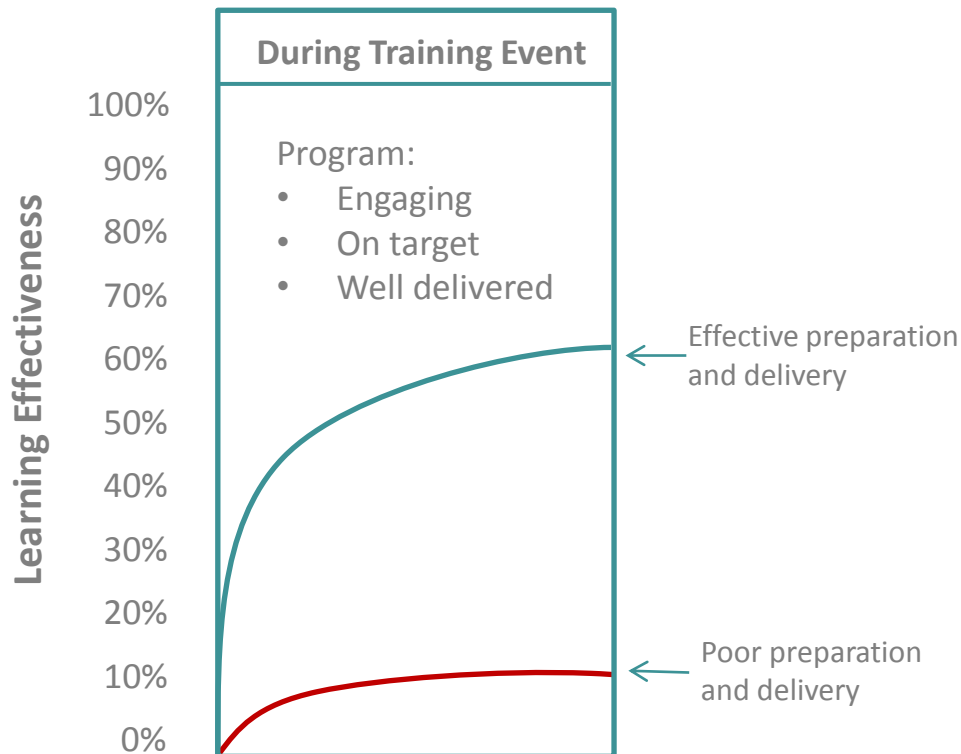 During Training Event
100%
90%
80%
70%
60%
50%
40%
30%
20%
10%
0%
Learning Effectiveness
Program:
• Engaging
• On target
• Well delivered
Effective preparation
and delivery
Poor preparation
and delivery